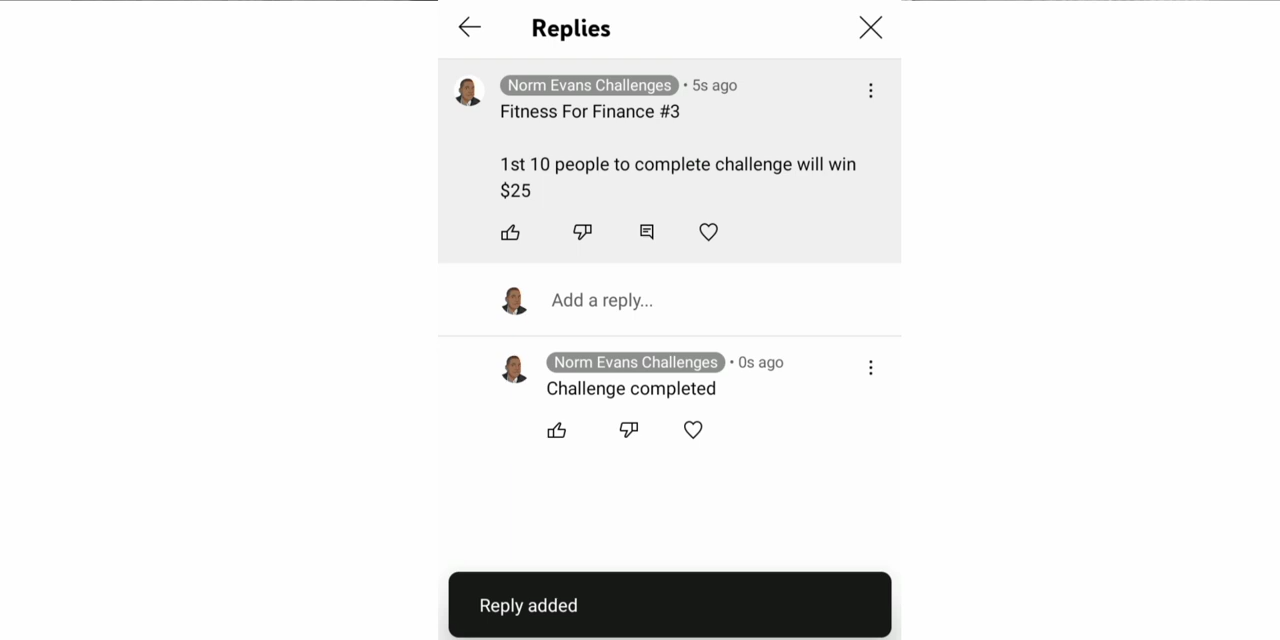 Replies
Norm Evans Challenges • 5s ago
Fitness For Finance #3
1st 10 people to complete challenge will win
$25
Add a reply...
Norm Evans Challenges • 0s ago
Challenge completed
Reply added